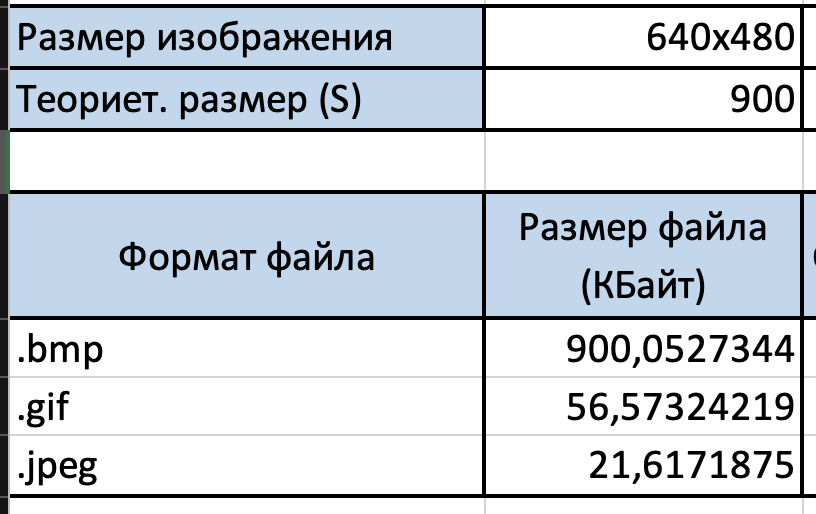 Размер изображения 640x480
Теориет. размер (S) 900
Формат файла Размер файла
(КБайт)
.bmp 900,0527344
.gif 56,57324219
.jpeg 21,6171875